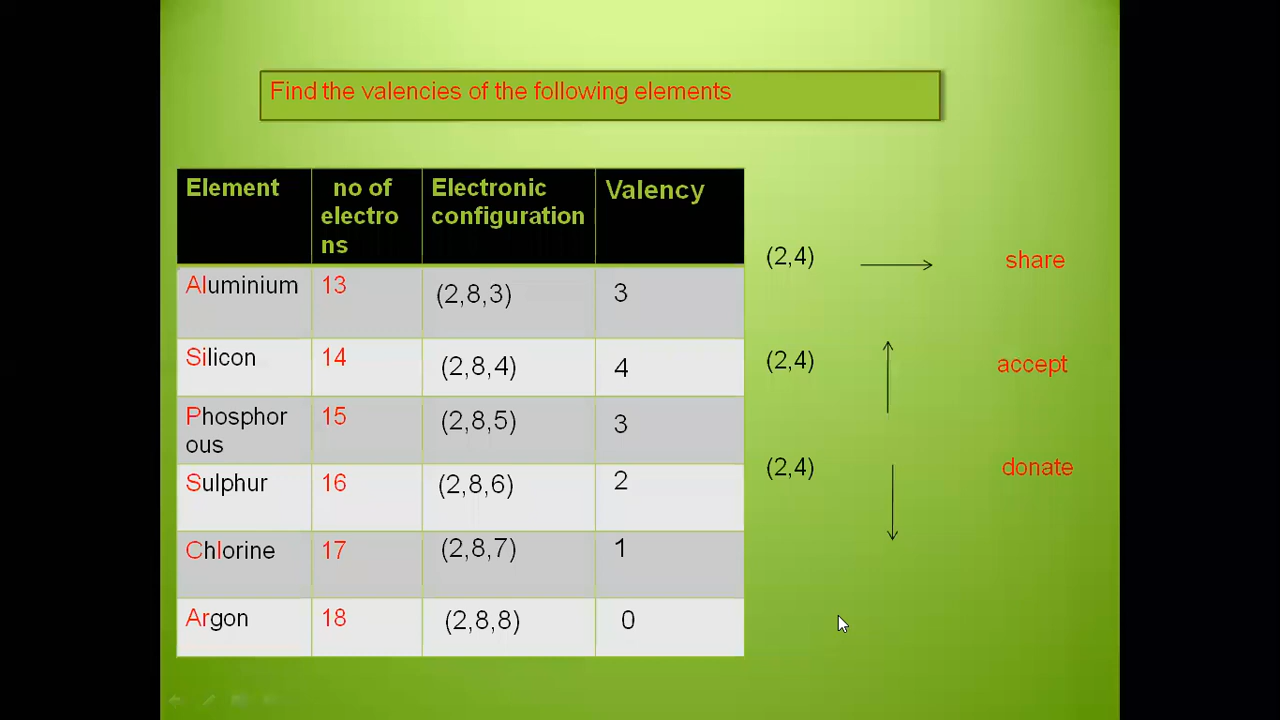 Find the valencies of the following elements
Element no of electro ns Electronic configuration Valency
Aluminium 13 (2,8,3) 3
Silicon 14 (2,8,4) 4
Phosphor ous 15 (2,8,5) 3
Sulphur 16 (2,8,6) 2
Chlorine 17 (2,8,7) 1
Argon 18 (2,8,8) 0
(2,4) share
(2,4) accept
(2,4) donate